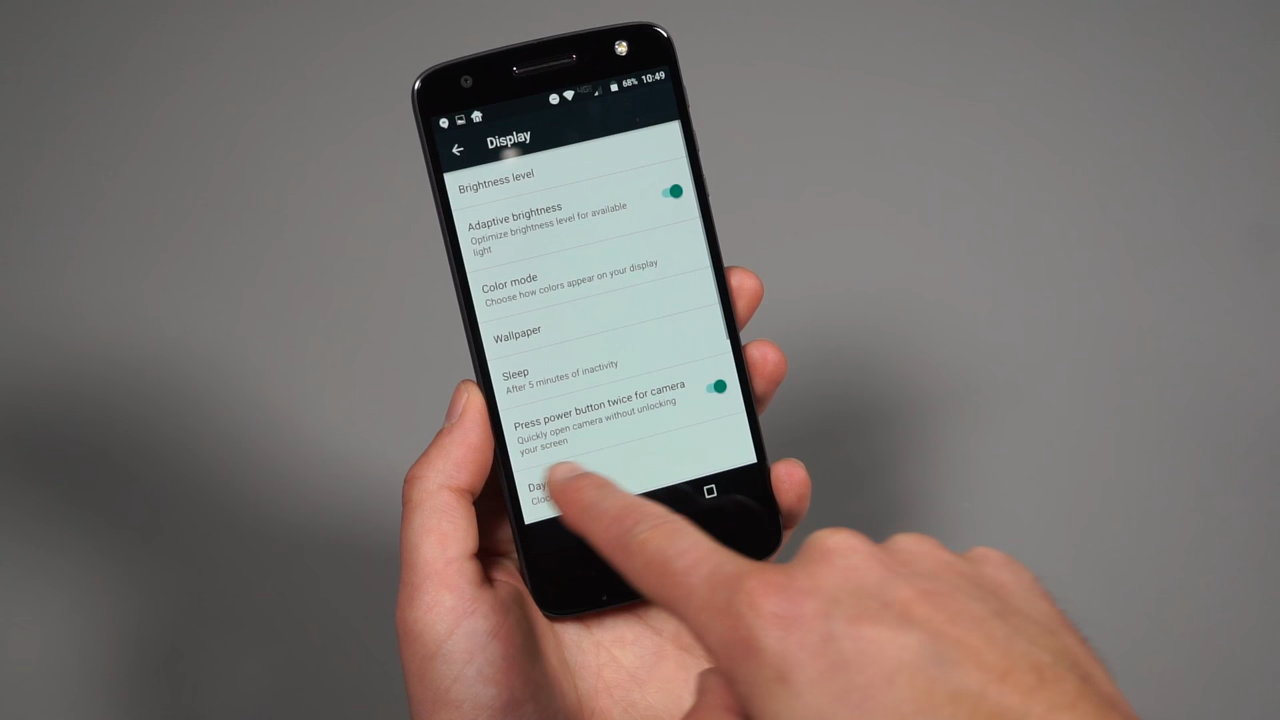 68% 10:49
Display
Brightness level
Adaptive brightness
Optimize brightness level for available
light
Color mode
Choose how colors appear on your display
Wallpaper
Sleep
After 5 minutes of inactivity
Press power button twice for camera
Quickly open camera without unlocking
your screen